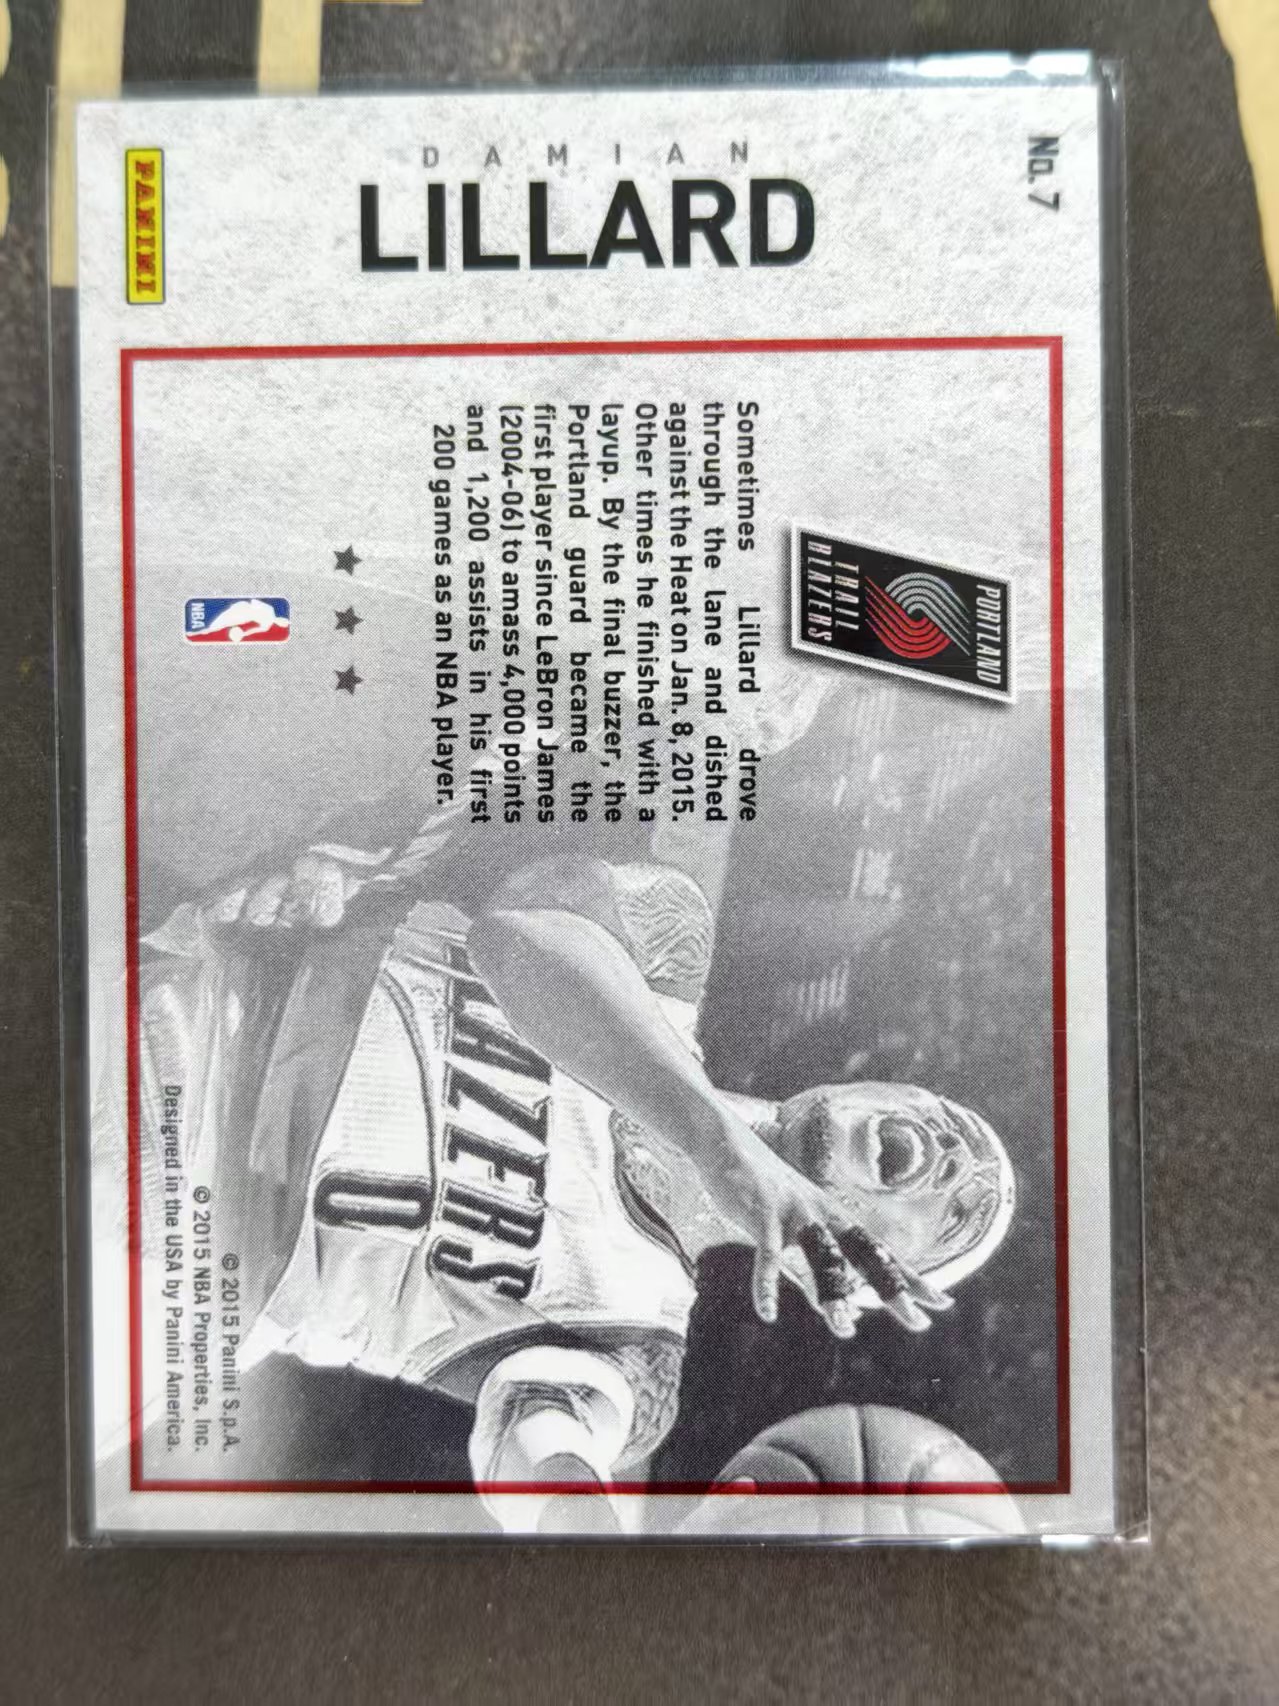 No. 7
DAMIAN
LILLARD
PANINI
PORTLAND
TRAIL
BLAZERS
Sometimes Lillard drove
through the lane and dished
against the Heat on Jan. 8, 2015.
Other times he finished with a
layup. By the final buzzer, the
Portland guard became the
first player since LeBron James
(2004-06) to amass 4,000 points
and 1,200 assists in his first
200 games as an NBA player.
NBA
BLAZERS
0
© 2015 Panini S.p.A.
© 2015 NBA Properties, Inc.
Designed in the USA by Panini America.